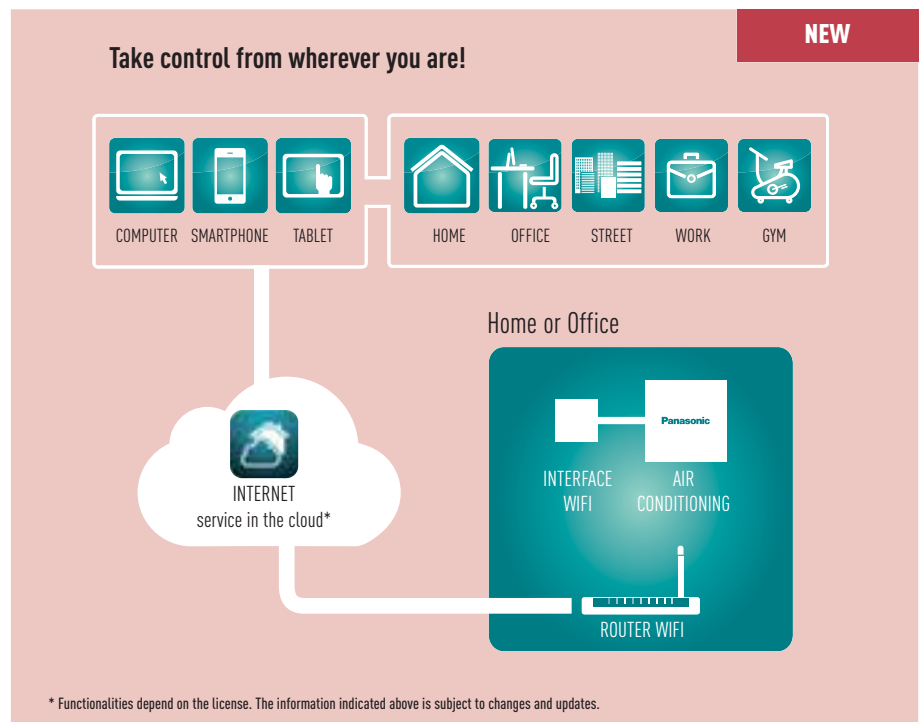 NEW
Take control from wherever you are!
COMPUTER SMARTPHONE TABLET HOME OFFICE STREET WORK GYM
Home or Office
Panasonic
INTERFACE WIFI
AIR CONDITIONING
INTERNET
service in the cloud*
ROUTER WIFI
* Functionalities depend on the license. The information indicated above is subject to changes and updates.